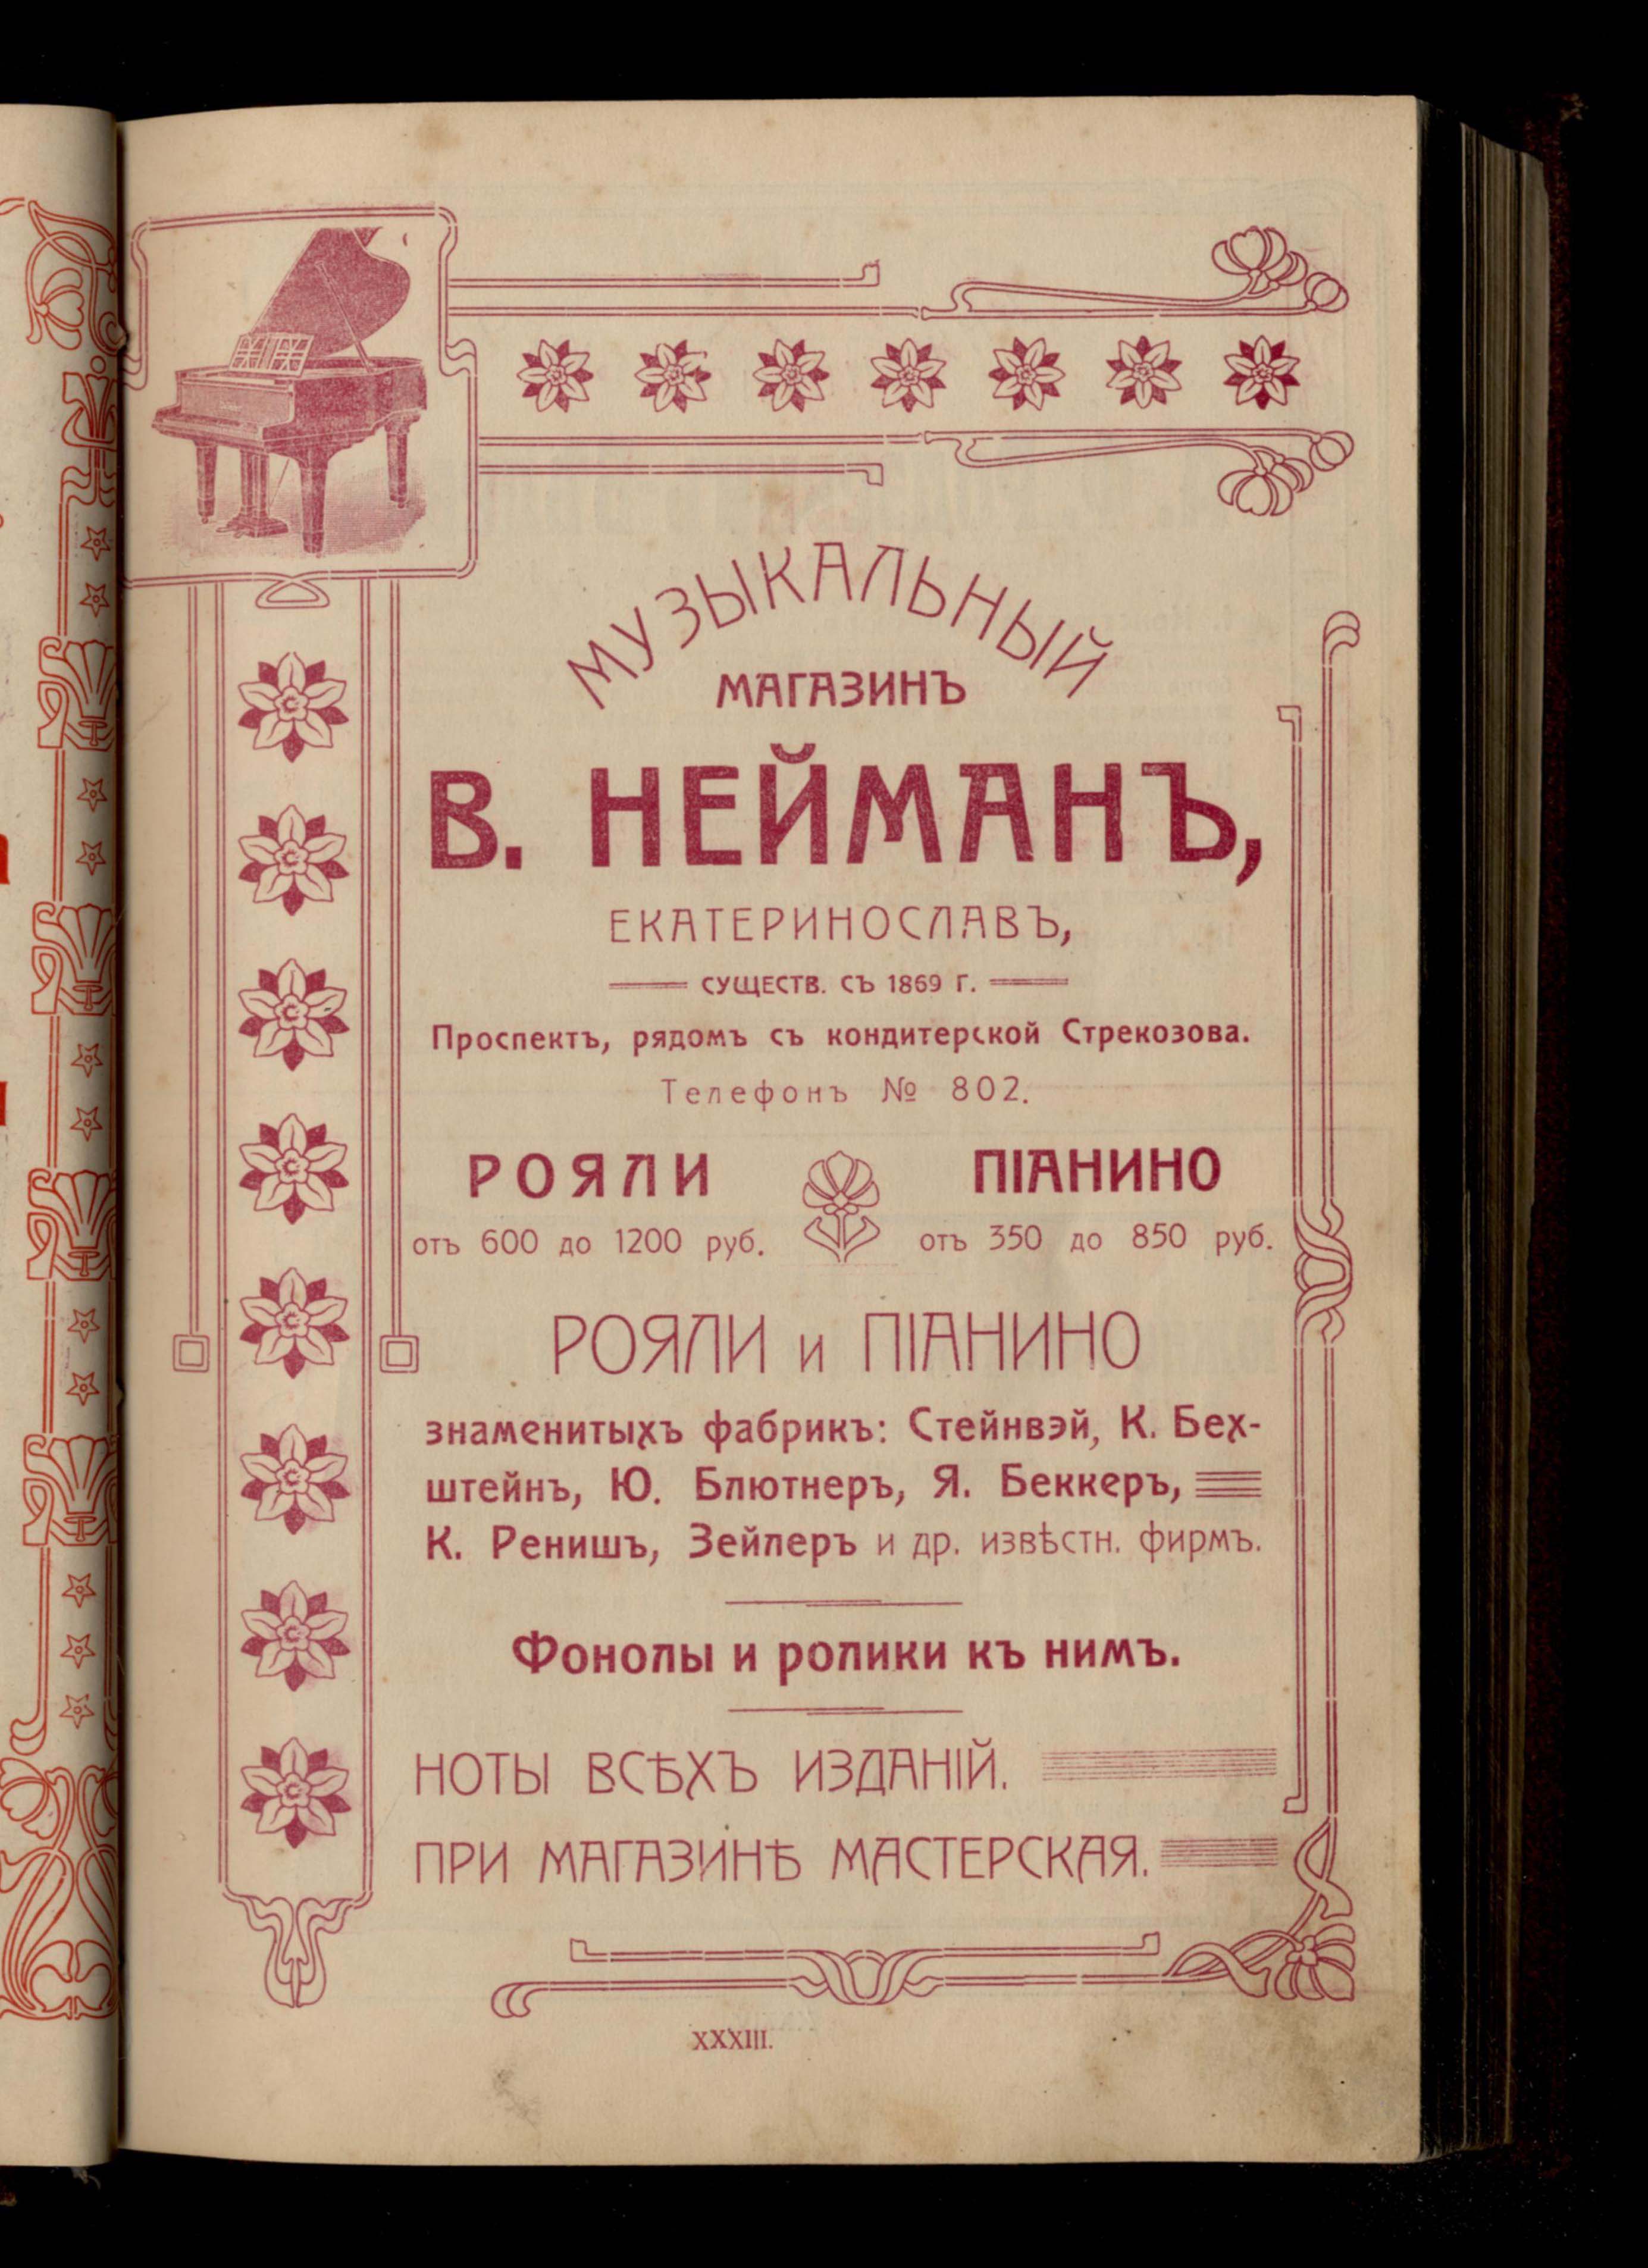 МУЗЫКАЛЬНЫЙ
МАГАЗИНЪ
В. НЕЙМАНЪ,
ЕКАТЕРИНОСЛАВЪ,
СУЩЕСТВ. СЪ 1869 Г.
Проспектъ, рядомъ съ кондитерской Стрекозова.
Телефонъ № 802.
РОЯЛИ
отъ 600 до 1200 руб.
ПІАНИНО
отъ 350 до 850 руб.
РОЯЛИ и ПІАНИНО
знаменитыхъ фабрикъ: Стейнвэй, К. Бех-
штейнъ, Ю. Блютнеръ, Я. Беккеръ,
К. Ренишъ, Зейлеръ и др. извѣстн. фирмъ.
Фонолы и ролики къ нимъ.
НОТЫ ВСѢХЪ ИЗДАНІЙ.
ПРИ МАГАЗИНѢ МАСТЕРСКАЯ.
XXXIII.